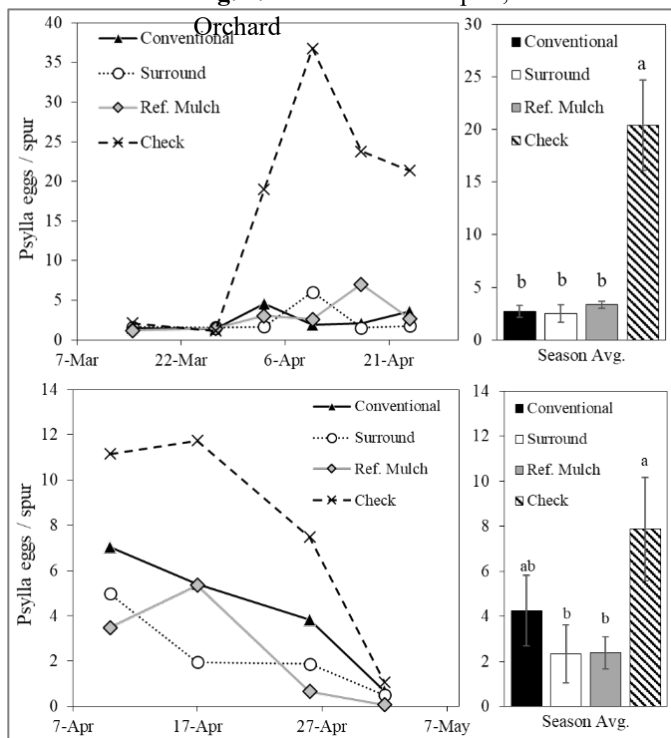 Orchard
Conventional
Surround
Ref. Mulch
Check
Psylla eggs / spur
40
35
30
25
20
15
10
5
0
7-Mar 22-Mar 6-Apr 21-Apr
30
25
20
15
10
5
0
Conventional
Surround
Ref. Mulch
Check
a
b b b
Season Avg.
14
12
10
8
6
4
2
0
Psylla eggs / spur
Conventional
Surround
Ref. Mulch
Check
7-Apr 17-Apr 27-Apr 7-May
14
12
10
8
6
4
2
0
Conventional
Surround
Ref. Mulch
Check
a
ab
b b
Season Avg.